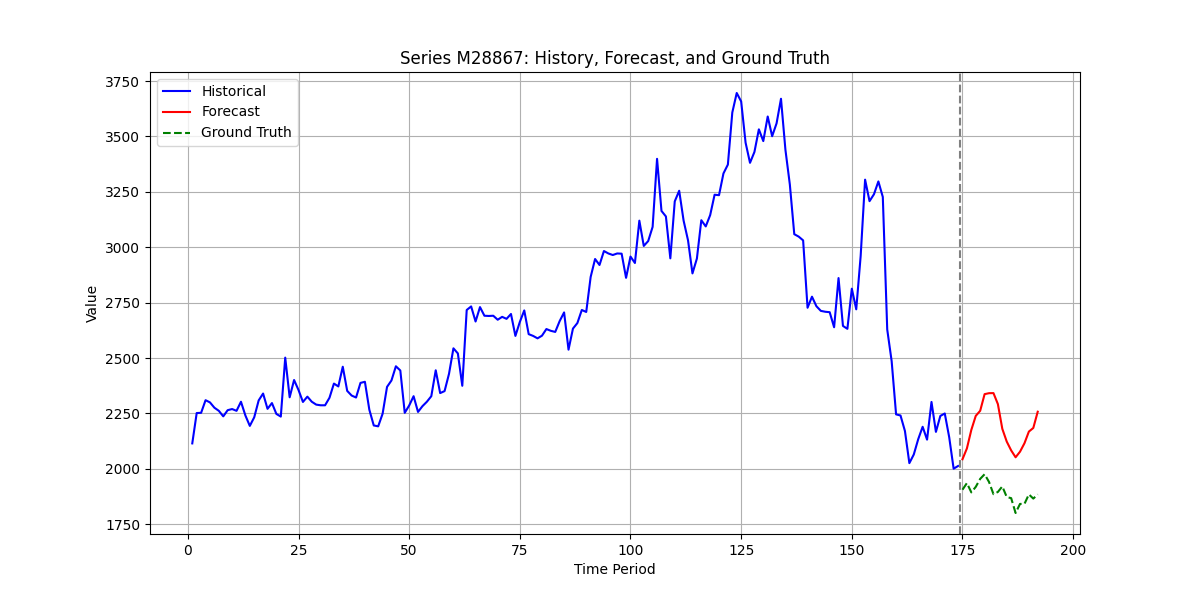 Series M28867: History, Forecast, and Ground Truth
Historical
Forecast
Ground Truth
3750
3500
3250
3000
2750
2500
2250
2000
1750
Value
0 25 50 75 100 125 150 175 200
Time Period